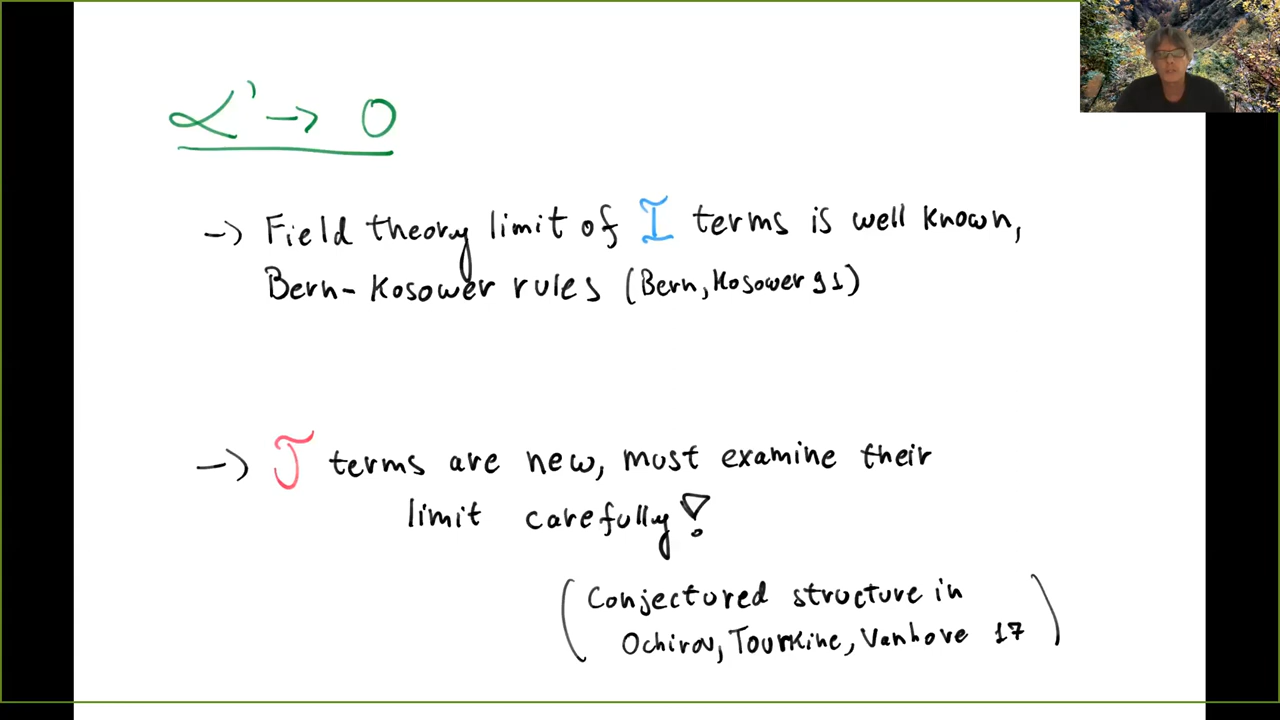 α' → 0
→ Field theory limit of I terms is well known,
Bern-Kosower rules (Bern, Kosower 91)
→ J terms are new, most examine their
limit carefully!
(Conjectured structure in
Ochirov, Tourkine, Vanhove 17)